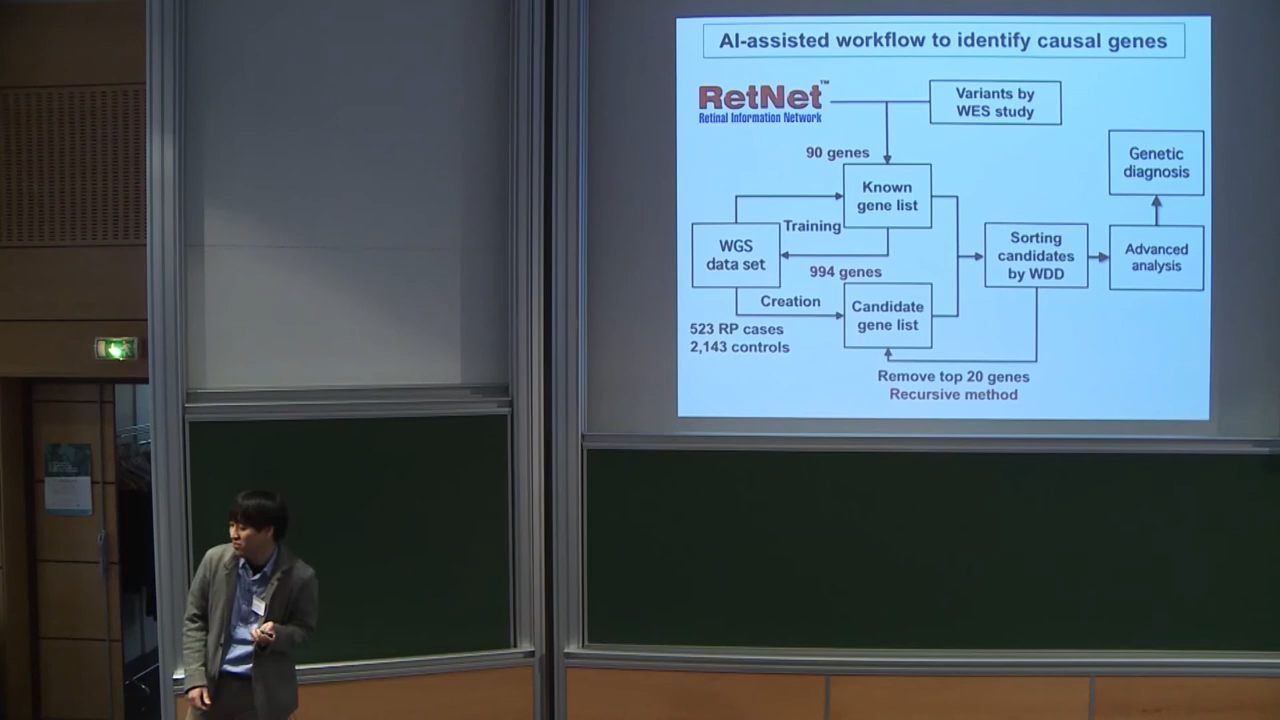 AI-assisted workflow to identify causal genes
RetNet™
Retinal Information Network
Variants by
WES study
90 genes
Known
gene list
Genetic
diagnosis
Training
WGS
data set
994 genes
Sorting
candidates
by WDD
Advanced
analysis
Creation
Candidate
gene list
523 RP cases
2,143 controls
Remove top 20 genes
Recursive method